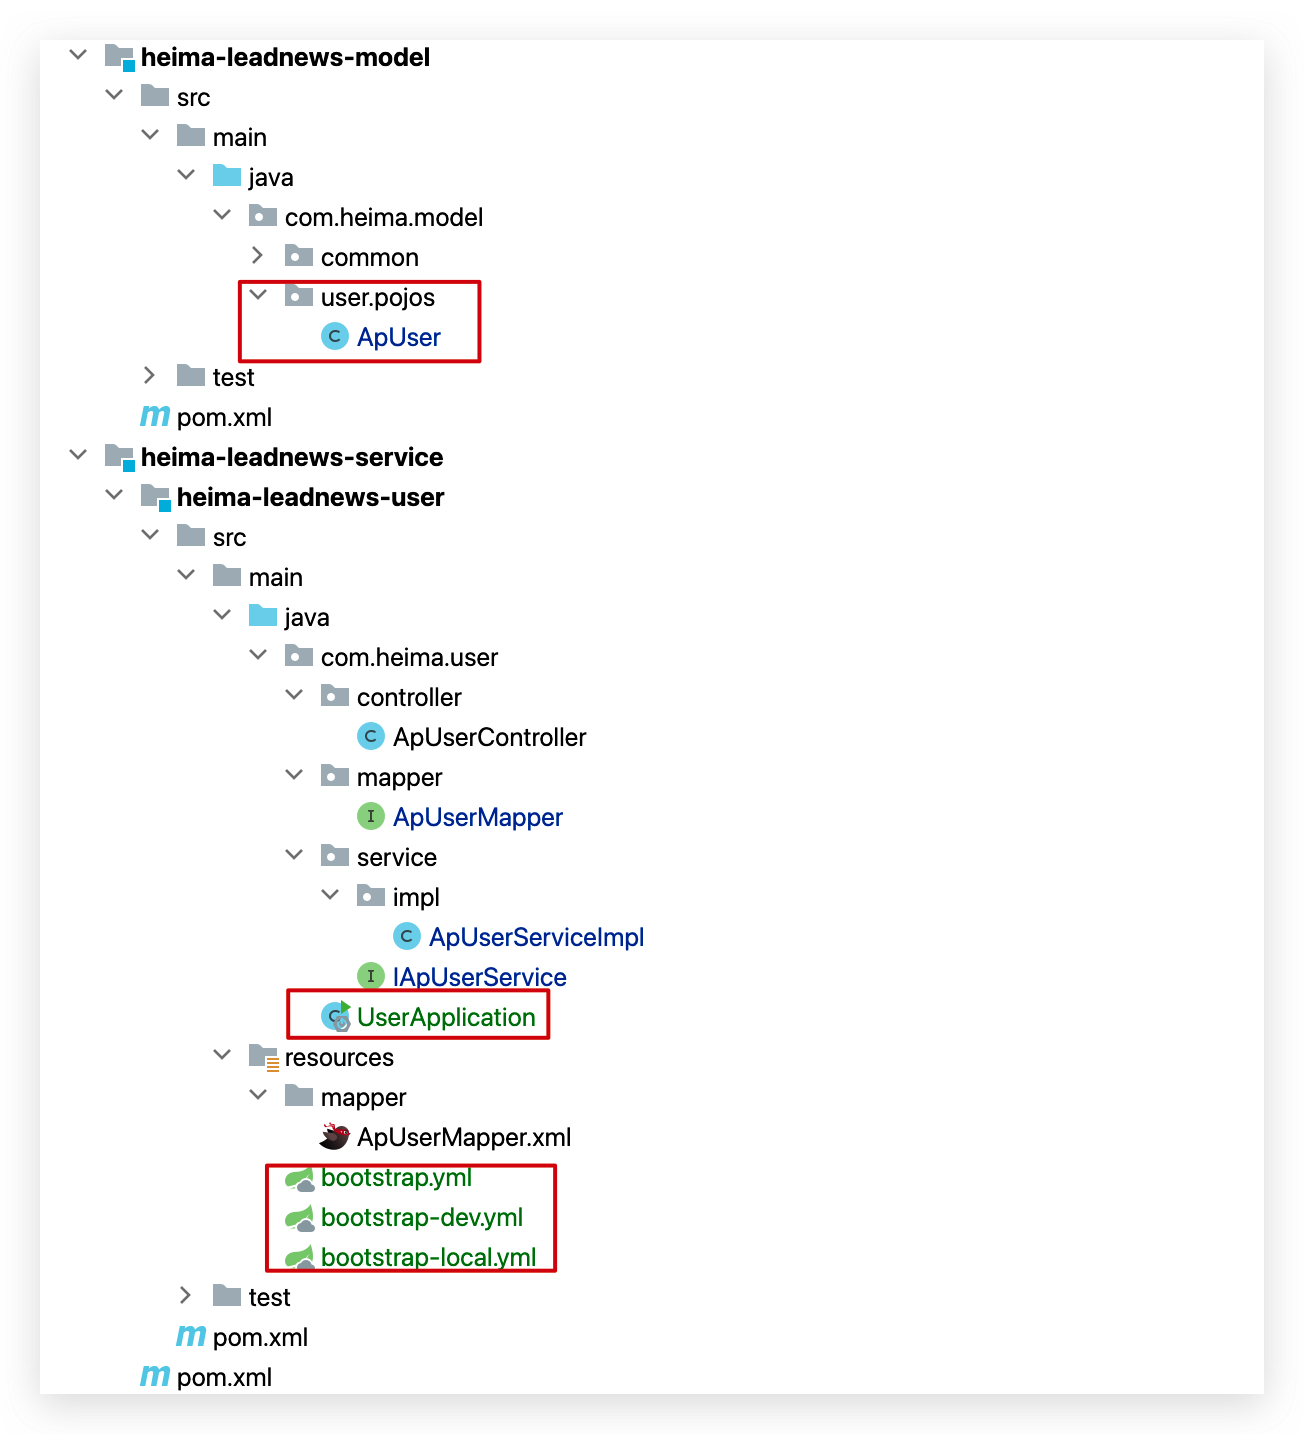 heima-leadnews-model
src
main
java
com.heima.model
common
user.pojos
C ApUser
test
m pom.xml
heima-leadnews-service
heima-leadnews-user
src
main
java
com.heima.user
controller
C ApUserController
mapper
I ApUserMapper
service
impl
C ApUserServiceImpl
I IApUserService
C UserApplication
resources
mapper
ApUserMapper.xml
bootstrap.yml
bootstrap-dev.yml
bootstrap-local.yml
test
m pom.xml
m pom.xml